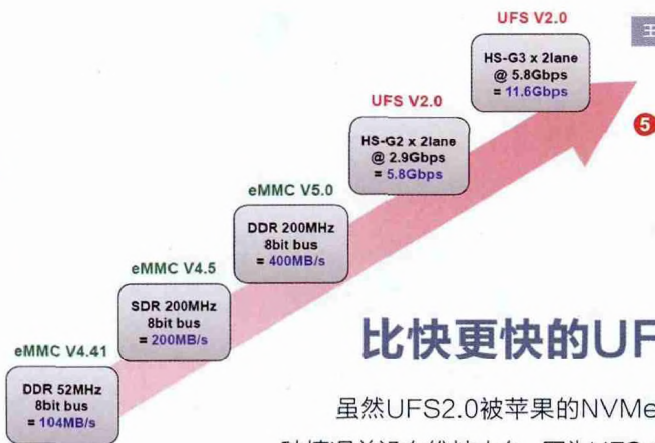 UFS V2.0
HS-G3 x 2lane
@ 5.8Gbps
= 11.6Gbps
UFS V2.0
HS-G2 x 2lane
@ 2.9Gbps
= 5.8Gbps
5
eMMC V5.0
DDR 200MHz
8bit bus
= 400MB/s
eMMC V4.5
SDR 200MHz
8bit bus
= 200MB/s
eMMC V4.41
DDR 52MHz
8bit bus
= 104MB/s
比快更快的UF
虽然UFS2.0被苹果的NVMe